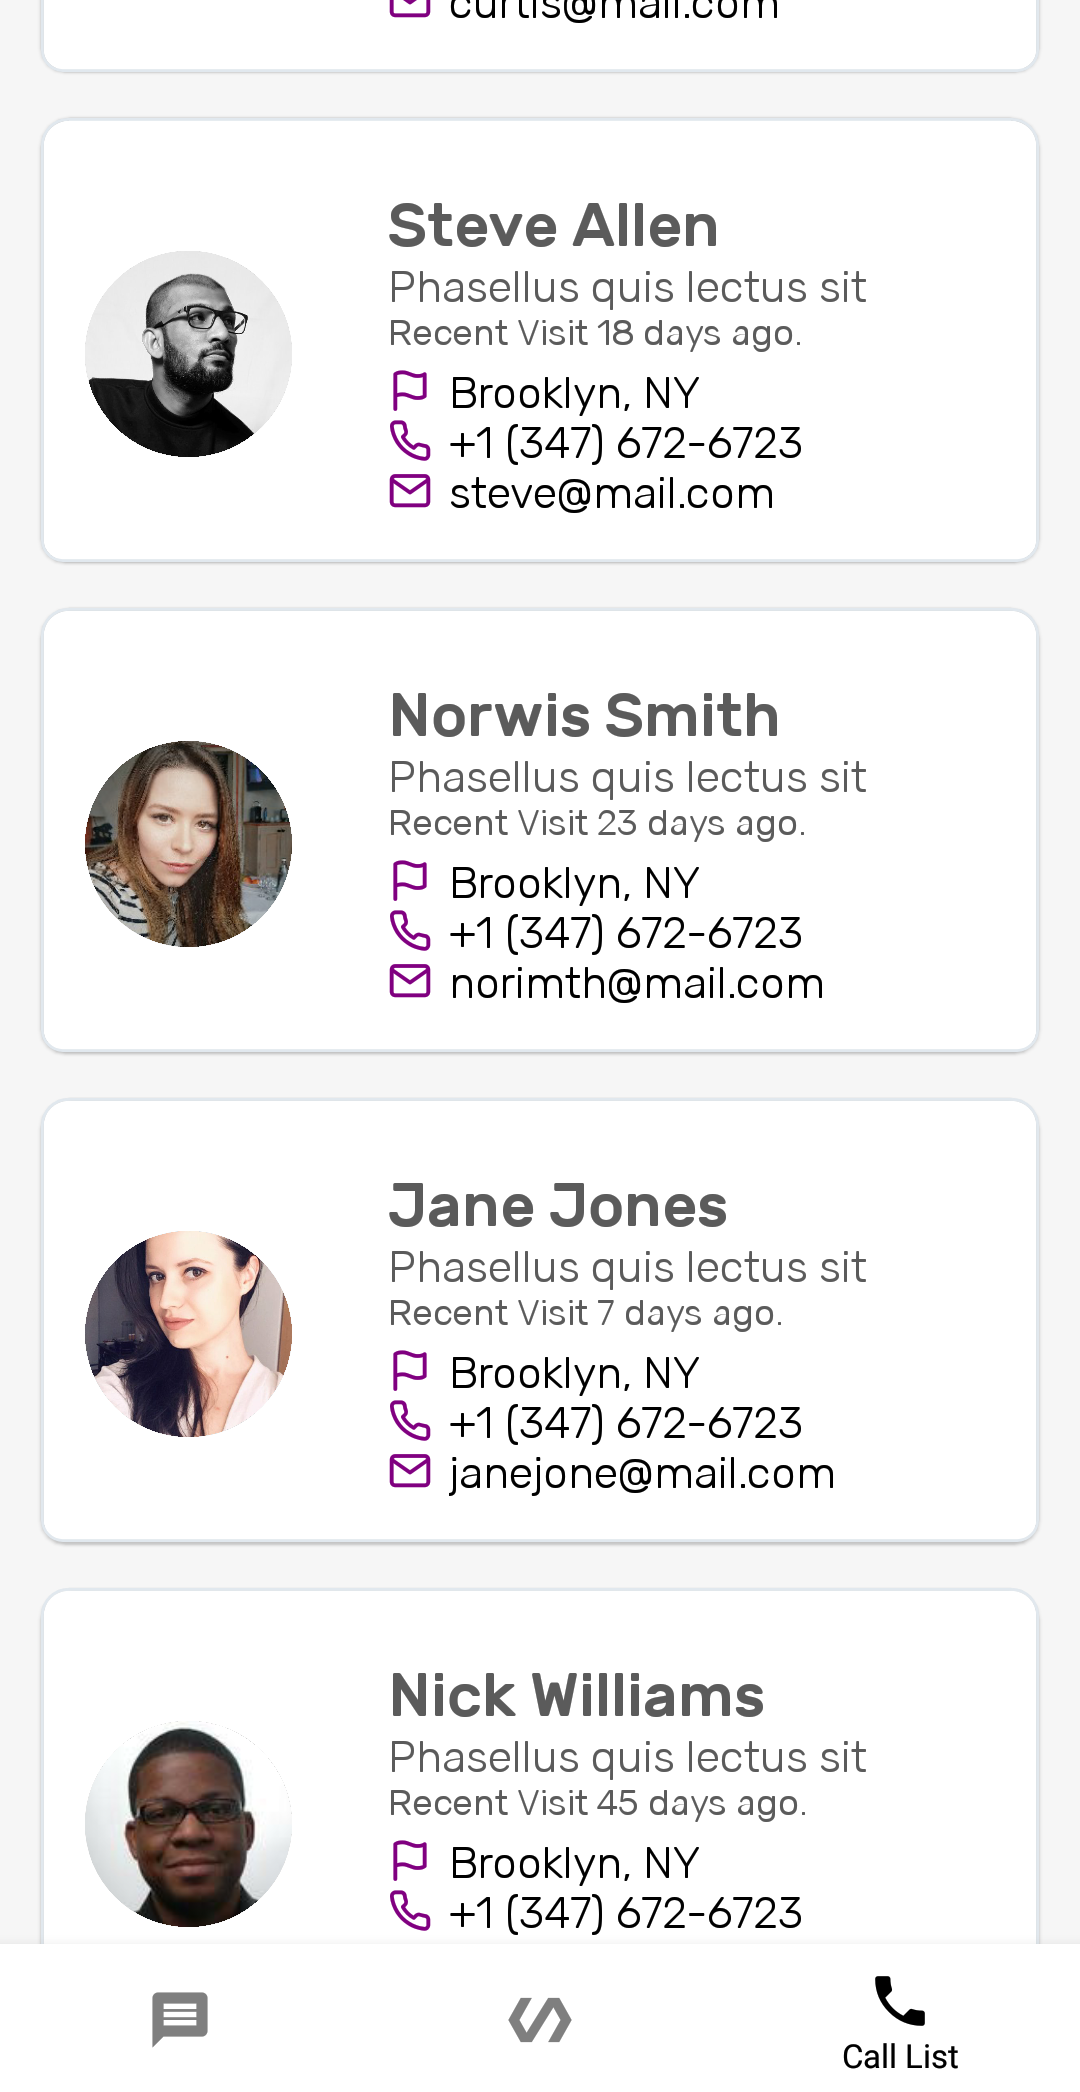 curtis@mail.com
Steve Allen
Phasellus quis lectus sit
Recent Visit 18 days ago.
Brooklyn, NY
+1 (347) 672-6723
steve@mail.com
Norwis Smith
Phasellus quis lectus sit
Recent Visit 23 days ago.
Brooklyn, NY
+1 (347) 672-6723
norimth@mail.com
Jane Jones
Phasellus quis lectus sit
Recent Visit 7 days ago.
Brooklyn, NY
+1 (347) 672-6723
janejone@mail.com
Nick Williams
Phasellus quis lectus sit
Recent Visit 45 days ago.
Brooklyn, NY
+1 (347) 672-6723
Call List